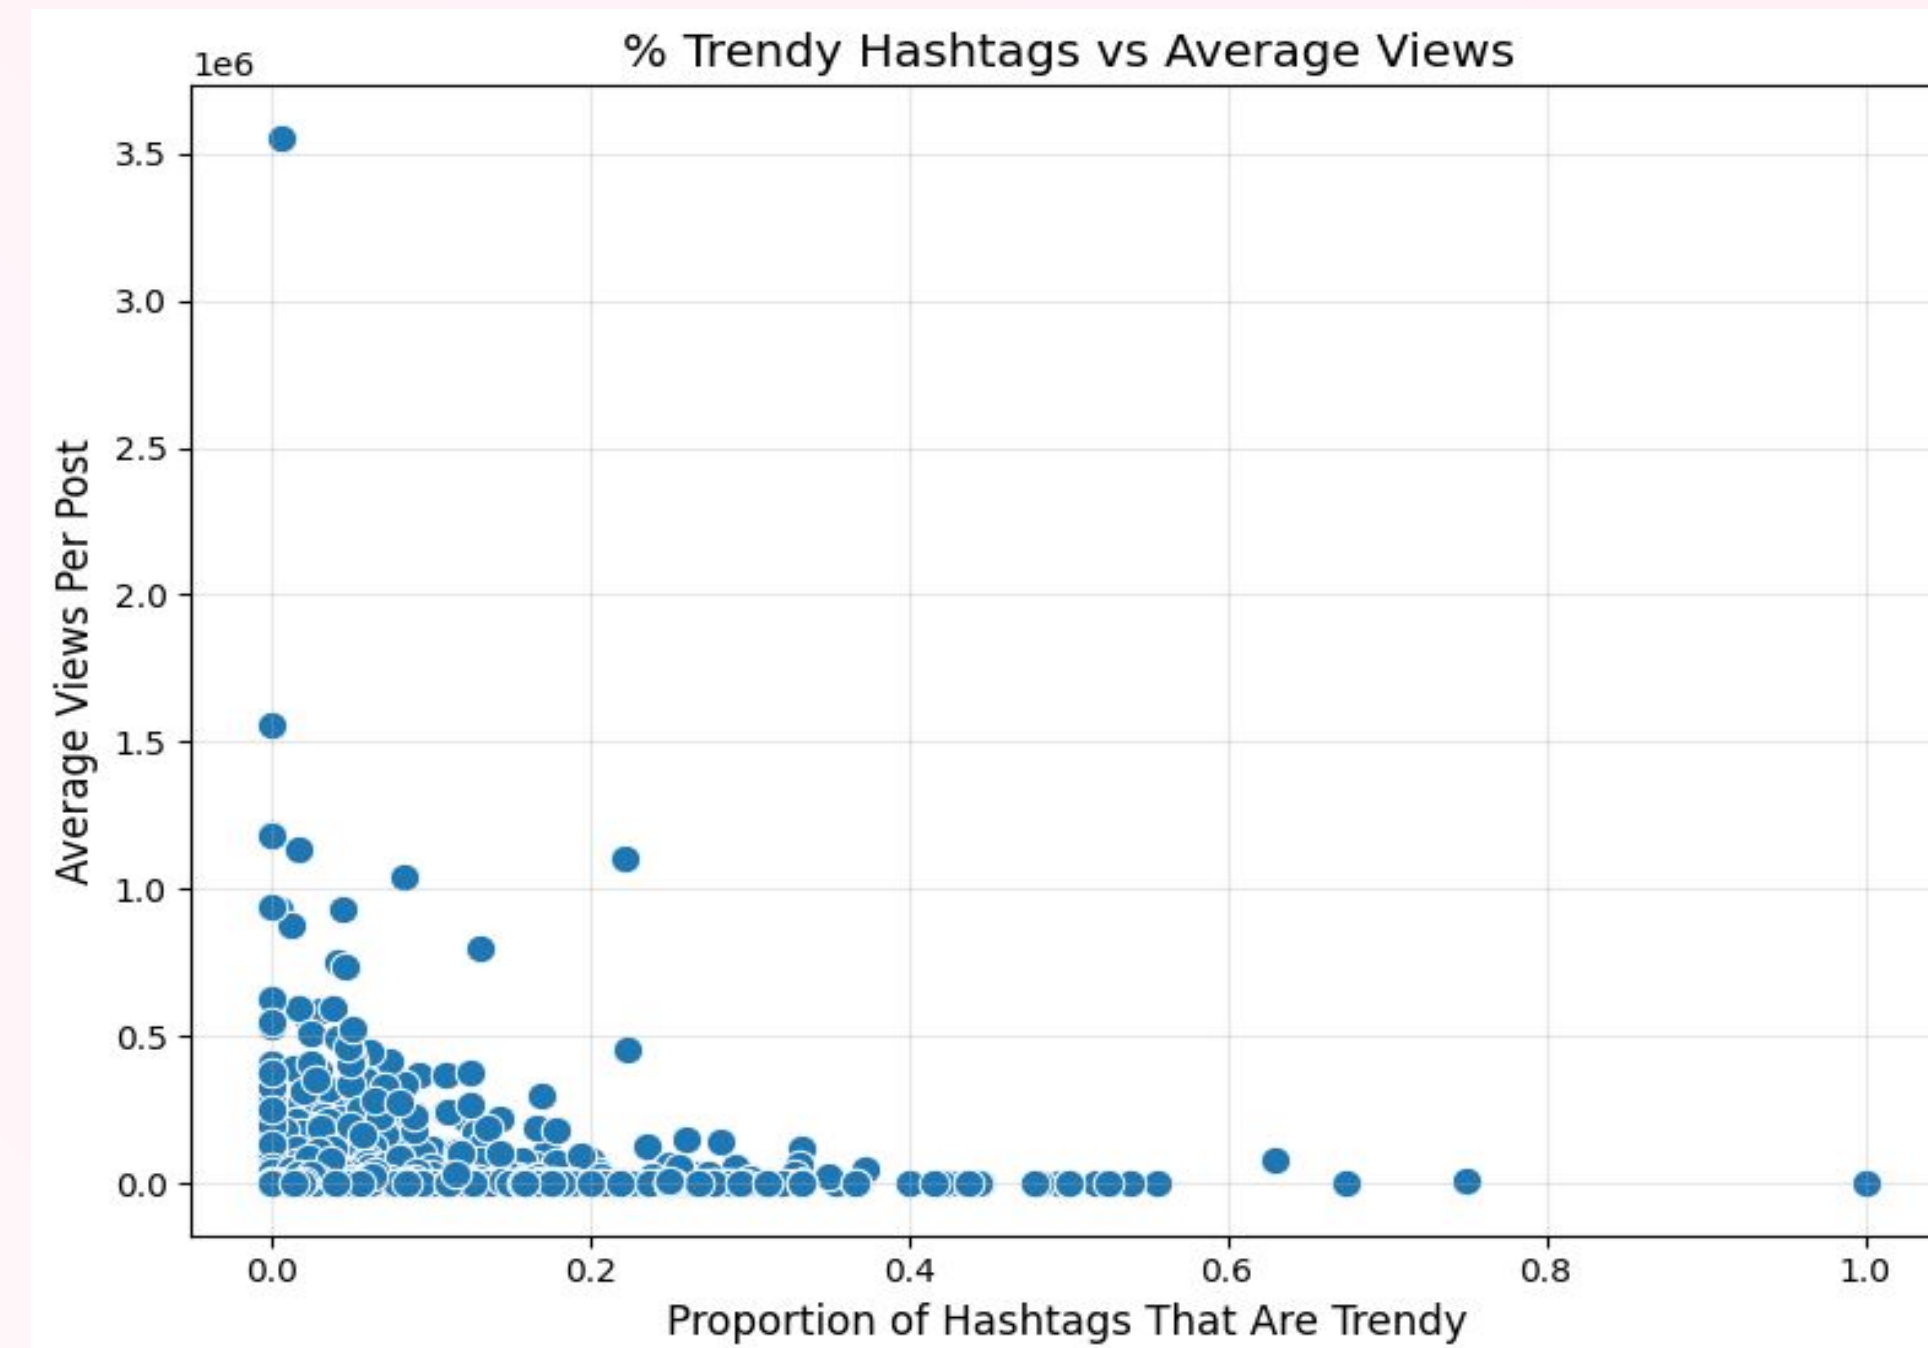 % Trendy Hashtags vs Average Views
1e6
3.5
3.0
2.5
2.0
1.5
1.0
0.5
0.0
Average Views Per Post
0.0 0.2 0.4 0.6 0.8 1.0
Proportion of Hashtags That Are Trendy